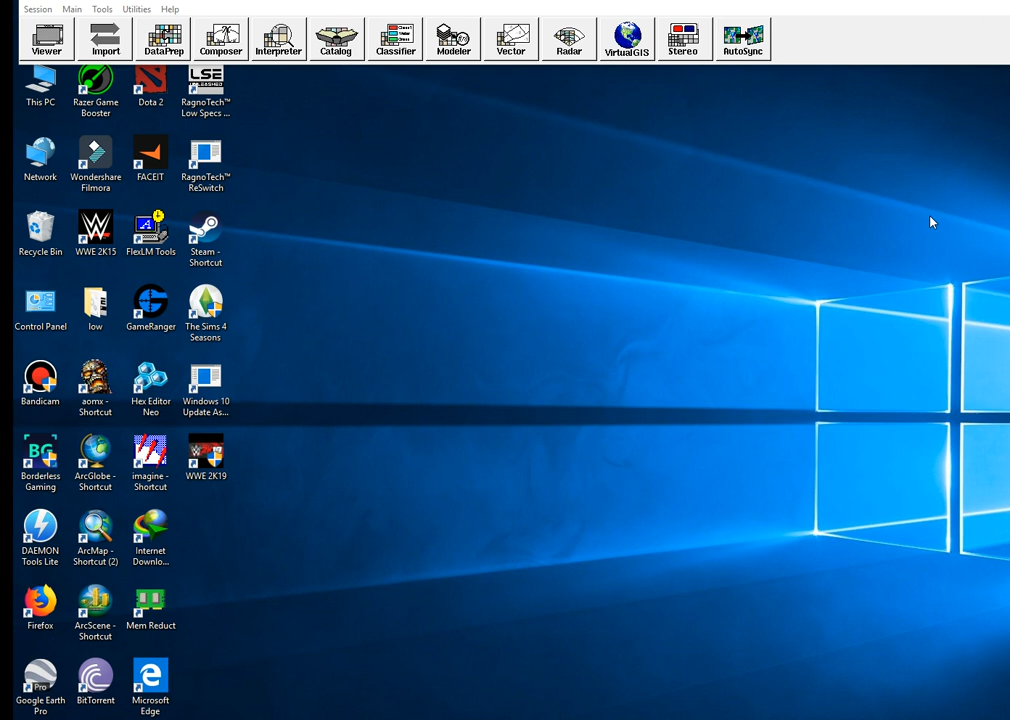 Session Main Tools Utilities Help
Viewer Import DataPrep Composer Interpreter Catalog Classifier Modeler Vector Radar VirtualGIS Stereo AutoSync
This PC
Razer Game
Booster
Dota 2
LSE
RagnoTech™
Low Specs ...
Network
Wondershare
Filmora
FACEIT
RagnoTech™
ReSwitch
Recycle Bin
WWE 2K15
FlexLM Tools
Steam -
Shortcut
Control Panel
low
GameRanger
The Sims 4
Seasons
Bandicam
aomx -
Shortcut
Hex Editor
Neo
Windows 10
Update As...
BG
Borderless
Gaming
ArcGlobe -
Shortcut
imagine -
Shortcut
WWE 2K19
DAEMON
Tools Lite
ArcMap -
Shortcut (2)
Internet
Downlo...
Firefox
ArcScene -
Shortcut
Mem Reduct
Pro
Google Earth
Pro
BitTorrent
Microsoft
Edge